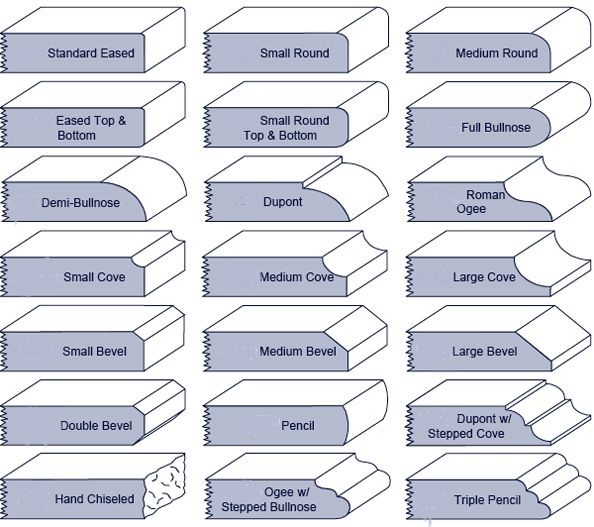 Standard Eased
Small Round
Medium Round
Eased Top &
Bottom
Small Round
Top & Bottom
Full Bullnose
Demi-Bullnose
Dupont
Roman
Ogee
Small Cove
Medium Cove
Large Cove
Small Bevel
Medium Bevel
Large Bevel
Double Bevel
Pencil
Dupont w/
Stepped Cove
Hand Chiseled
Ogee w/
Stepped Bullnose
Triple Pencil